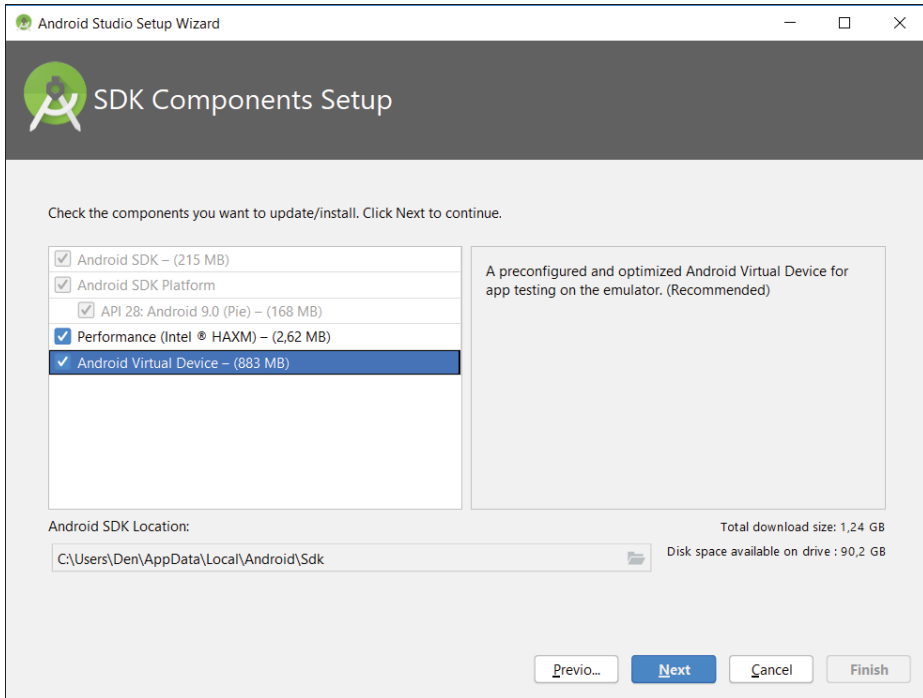 Android Studio Setup Wizard
SDK Components Setup
Check the components you want to update/install. Click Next to continue.
Android SDK – (215 MB)
Android SDK Platform
API 28: Android 9.0 (Pie) – (168 MB)
Performance (Intel ® HAXM) – (2,62 MB)
Android Virtual Device – (883 MB)
A preconfigured and optimized Android Virtual Device for
app testing on the emulator. (Recommended)
Android SDK Location:
C:\Users\Den\AppData\Local\Android\Sdk
Total download size: 1,24 GB
Disk space available on drive : 90,2 GB
Previo...
Next
Cancel
Finish